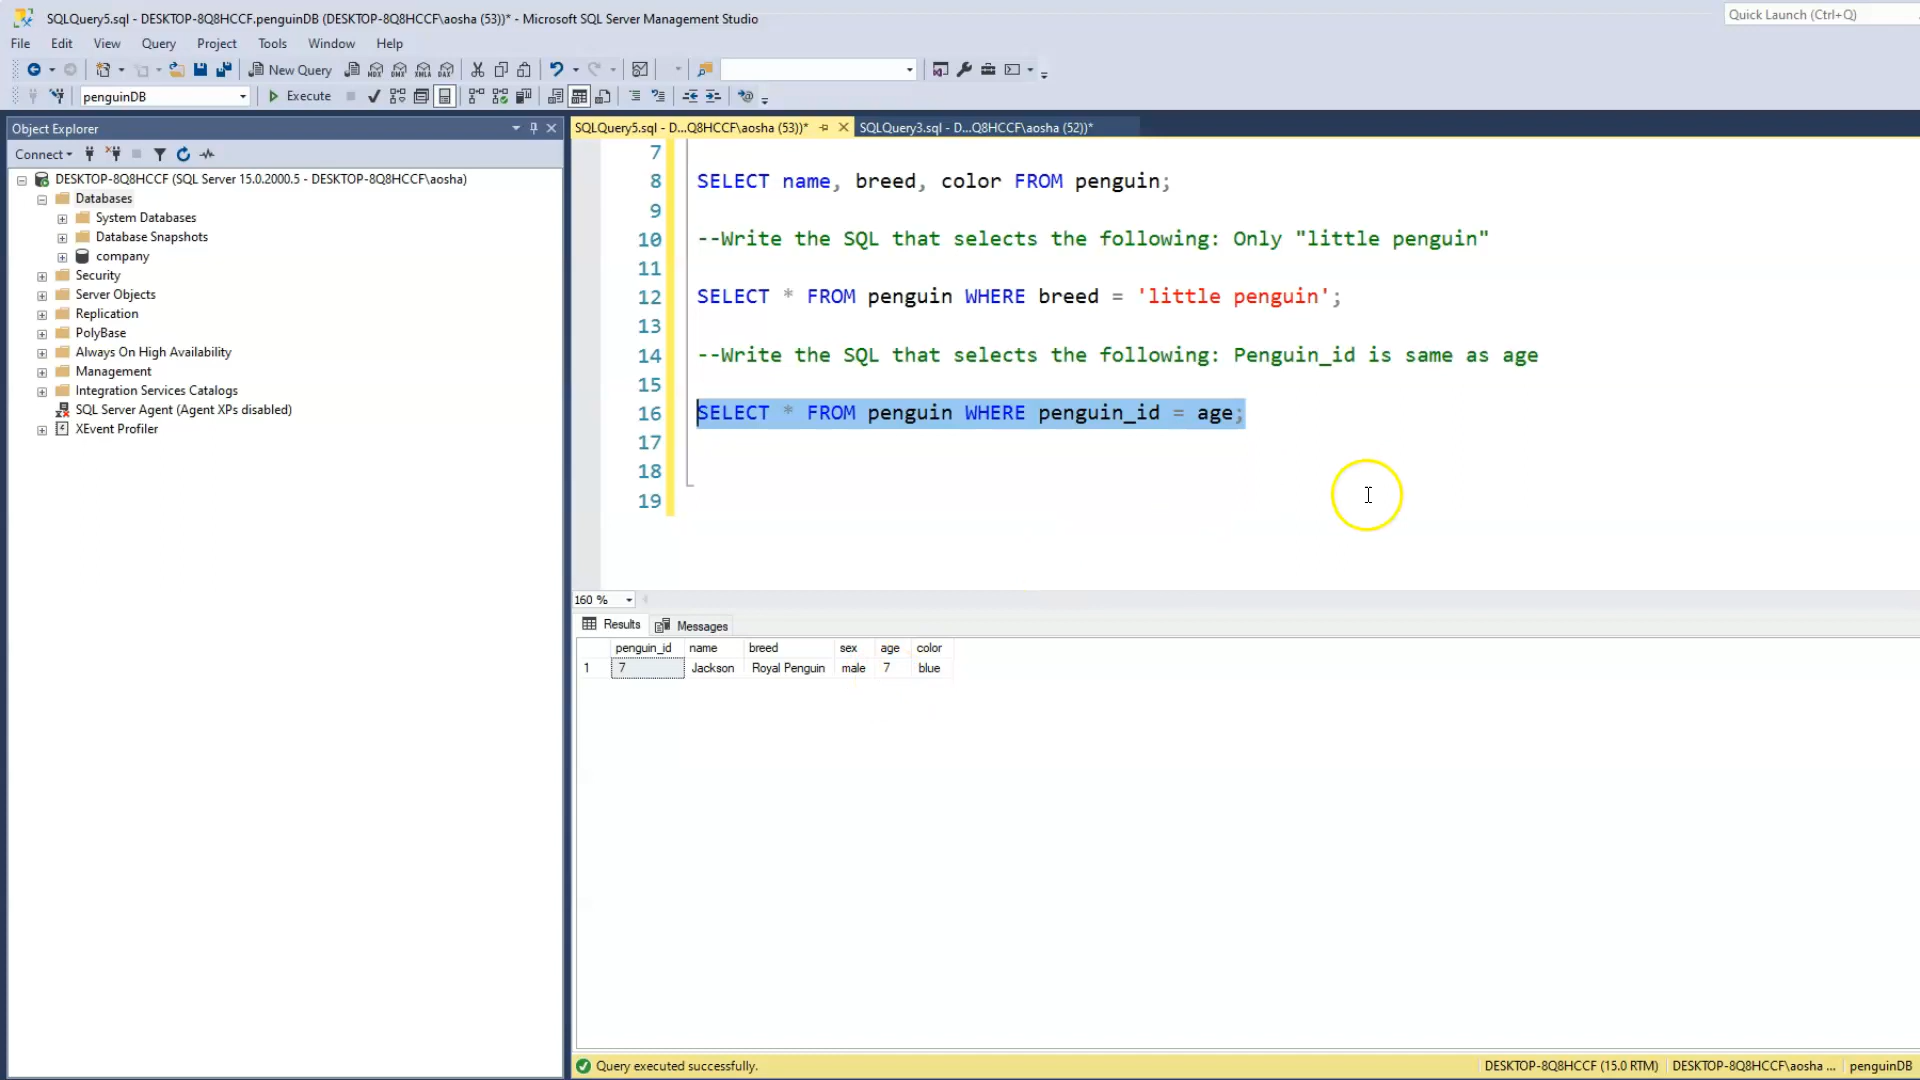 SQLQuery5.sql - DESKTOP-8Q8HCCF.penguinDB (DESKTOP-8Q8HCCF\aosha (53))* - Microsoft SQL Server Management Studio
Quick Launch (Ctrl+Q)
File Edit View Query Project Tools Window Help
New Query
penguinDB Execute
Object Explorer
SQLQuery5.sql - D...Q8HCCF\aosha (53))* SQLQuery3.sql - D...Q8HCCF\aosha (52))*
Connect
DESKTOP-8Q8HCCF (SQL Server 15.0.2000.5 - DESKTOP-8Q8HCCF\aosha)
Databases
System Databases
Database Snapshots
company
Security
Server Objects
Replication
PolyBase
Always On High Availability
Management
Integration Services Catalogs
SQL Server Agent (Agent XPs disabled)
XEvent Profiler
7
8 SELECT name, breed, color FROM penguin;
9
10 --Write the SQL that selects the following: Only "little penguin"
11
12 SELECT * FROM penguin WHERE breed = 'little penguin';
13
14 --Write the SQL that selects the following: Penguin_id is same as age
15
16 SELECT * FROM penguin WHERE penguin_id = age;
17
18
19
160 %
Results Messages
penguin_id name breed sex age color
1 7 Jackson Royal Penguin male 7 blue
Query executed successfully.
DESKTOP-8Q8HCCF (15.0 RTM) DESKTOP-8Q8HCCF\aosha ... penguinDB